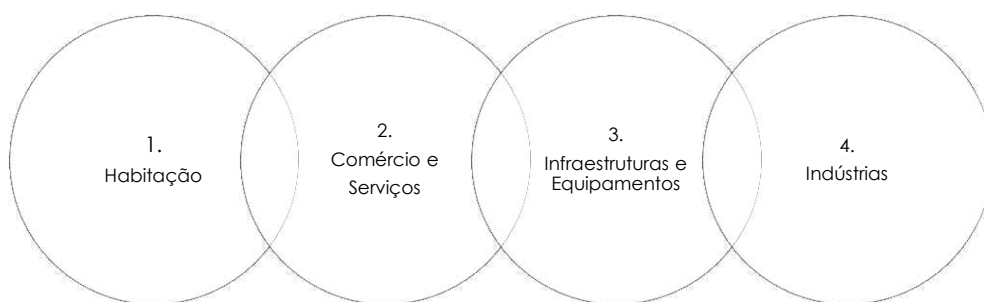 1.
Habitação
2.
Comércio e
Serviços
3.
Infraestruturas e
Equipamentos
4.
Indústrias